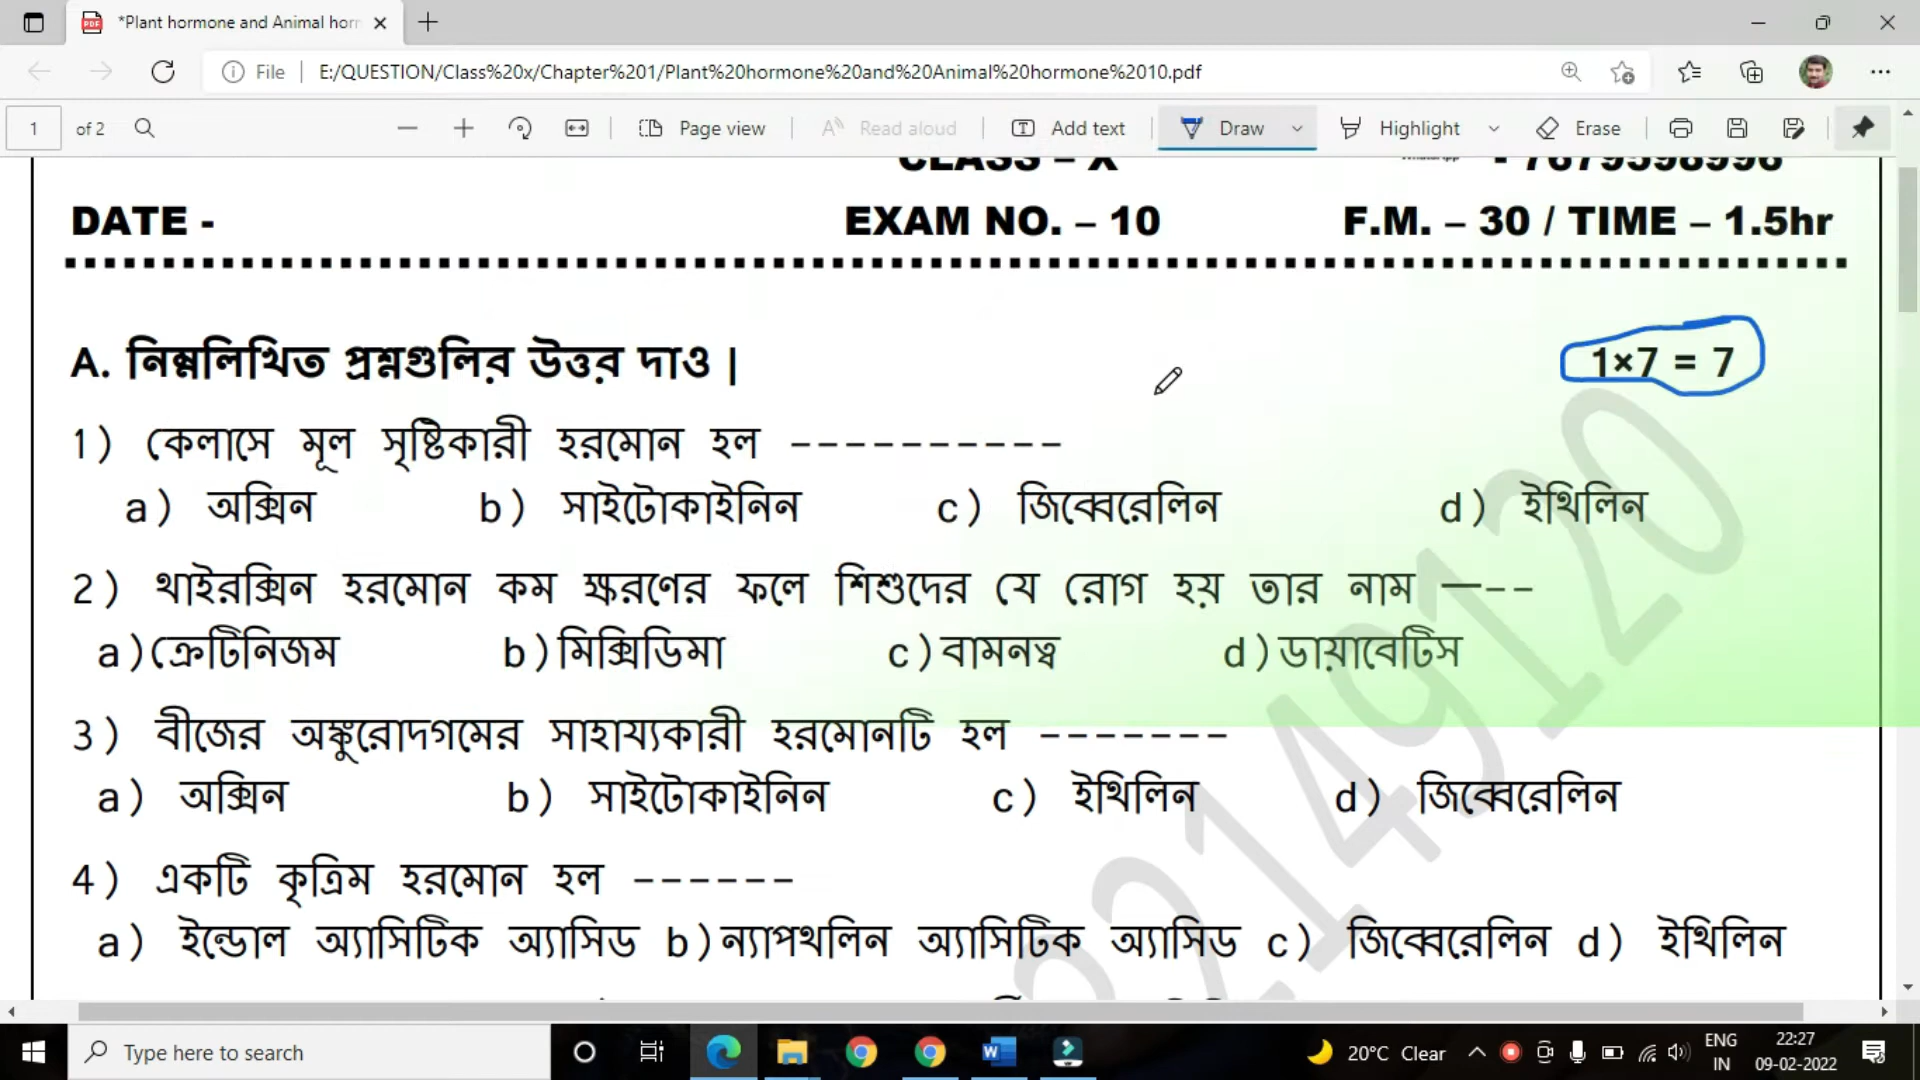 *Plant hormone and Animal horr
File E:/QUESTION/Class%20x/Chapter%201/Plant%20hormone%20and%20Animal%20hormone%2010.pdf
1 of 2 Page view Read aloud Add text Draw Highlight Erase
CLASS – X - 7679598996
DATE - EXAM NO. – 10 F.M. – 30 / TIME – 1.5hr
A. নিম্নলিখিত প্রশ্নগুলির উত্তর দাও | 1×7 = 7
1) কেলাসে মূল সৃষ্টিকারী হরমোন হল ----------
a) অক্সিন b) সাইটোকাইনিন c) জিব্বেরেলিন d) ইথিলিন
2) থাইরক্সিন হরমোন কম ক্ষরণের ফলে শিশুদের যে রোগ হয় তার নাম —--
a)ক্রেটিনিজম b)মিক্সিডিমা c)বামনত্ব d)ডায়াবেটিস
3) বীজের অঙ্কুরোদগমের সাহায্যকারী হরমোনটি হল -------
a) অক্সিন b) সাইটোকাইনিন c) ইথিলিন d) জিব্বেরেলিন
4) একটি কৃত্রিম হরমোন হল ------
a) ইন্ডোল অ্যাসিটিক অ্যাসিড b)ন্যাপথলিন অ্যাসিটিক অ্যাসিড c) জিব্বেরেলিন d) ইথিলিন
Type here to search 20°C Clear ENG IN 22:27 09-02-2022